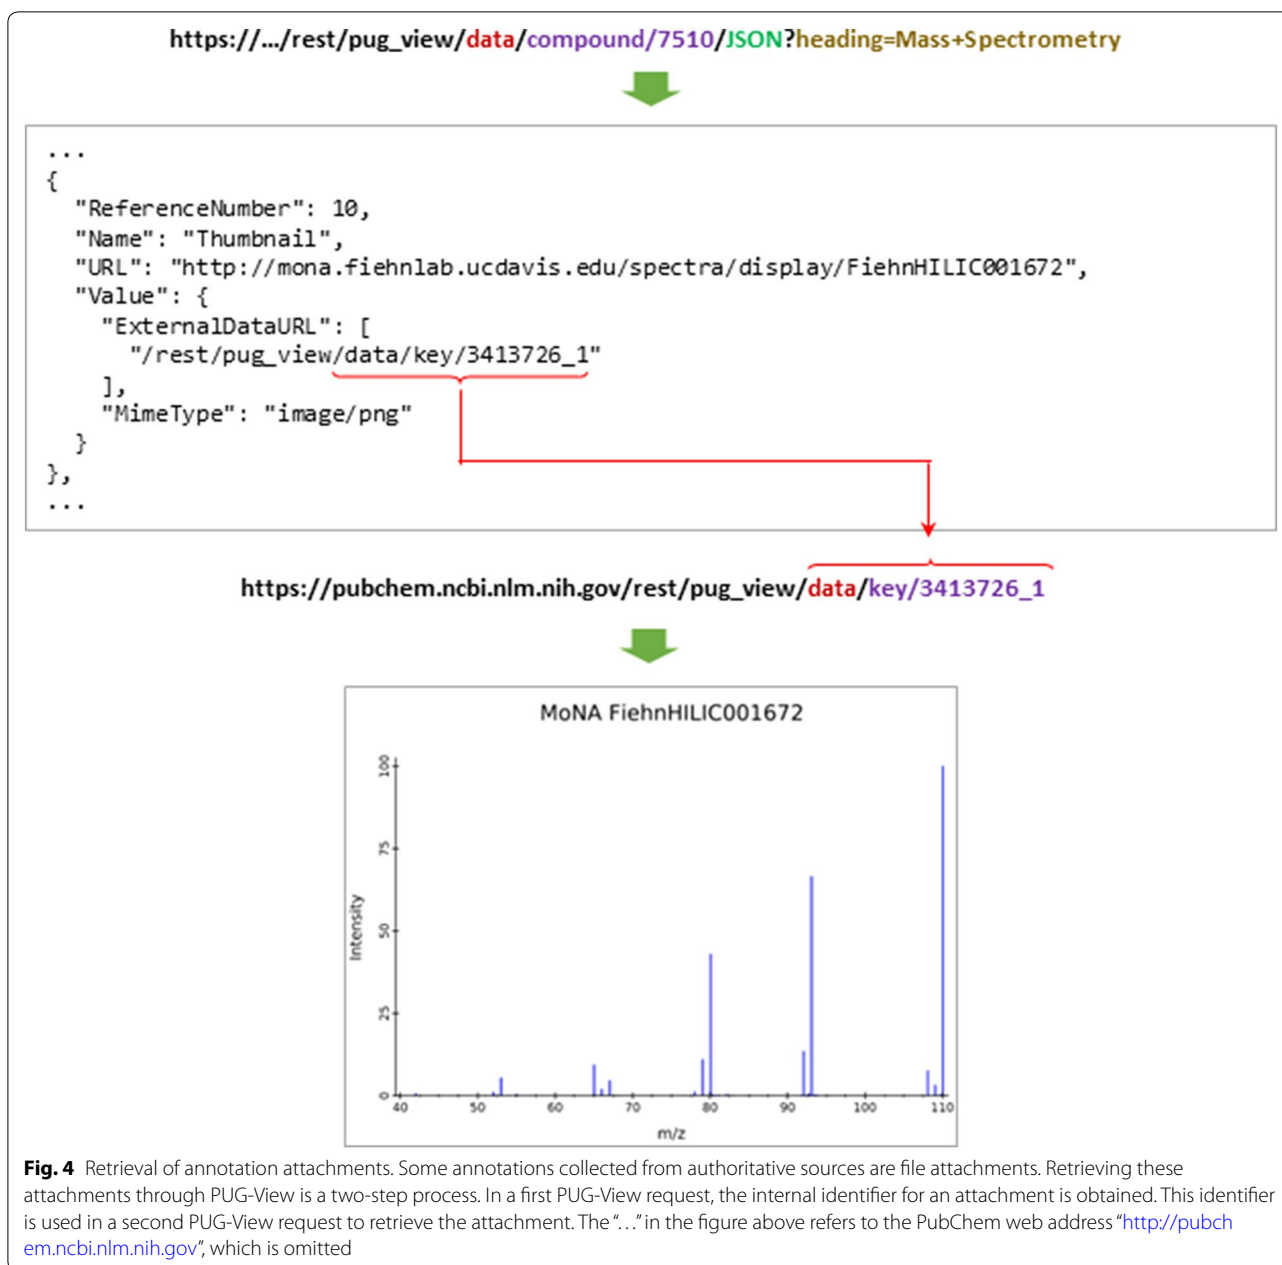 https://.../rest/pug_view/data/compound/7510/JSON?heading=Mass+Spectrometry
...
{
"ReferenceNumber": 10,
"Name": "Thumbnail",
"URL": "http://mona.fiehnlab.ucdavis.edu/spectra/display/FiehnHILIC001672",
"Value": {
"ExternalDataURL": [
"/rest/pug_view/data/key/3413726_1"
],
"MimeType": "image/png"
}
},
...
https://pubchem.ncbi.nlm.nih.gov/rest/pug_view/data/key/3413726_1
MoNA FiehnHILIC001672
100
75
50
25
0
Intensity
40 50 60 70 80 90 100 110
m/z
Fig. 4 Retrieval of annotation attachments. Some annotations collected from authoritative sources are file attachments. Retrieving these
attachments through PUG-View is a two-step process. In a first PUG-View request, the internal identifier for an attachment is obtained. This identifier
is used in a second PUG-View request to retrieve the attachment. The “…” in the figure above refers to the PubChem web address “http://pubch
em.ncbi.nlm.nih.gov”, which is omitted